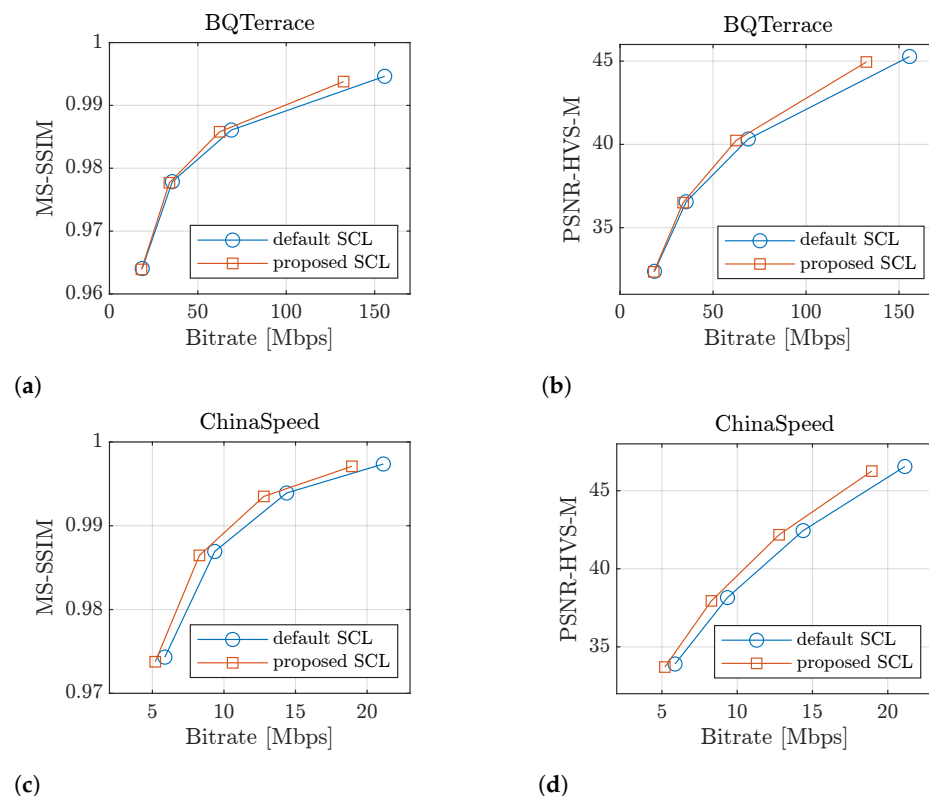 BQTerrace
1
0.99
0.98
0.97
0.96
MS-SSIM
default SCL
proposed SCL
0 50 100 150
Bitrate [Mbps]
(a)
BQTerrace
45
40
35
PSNR-HVS-M
default SCL
proposed SCL
0 50 100 150
Bitrate [Mbps]
(b)
ChinaSpeed
1
0.99
0.98
0.97
MS-SSIM
default SCL
proposed SCL
5 10 15 20
Bitrate [Mbps]
(c)
ChinaSpeed
45
39
33
PSNR-HVS-M
default SCL
proposed SCL
5 10 15 20
Bitrate [Mbps]
(d)